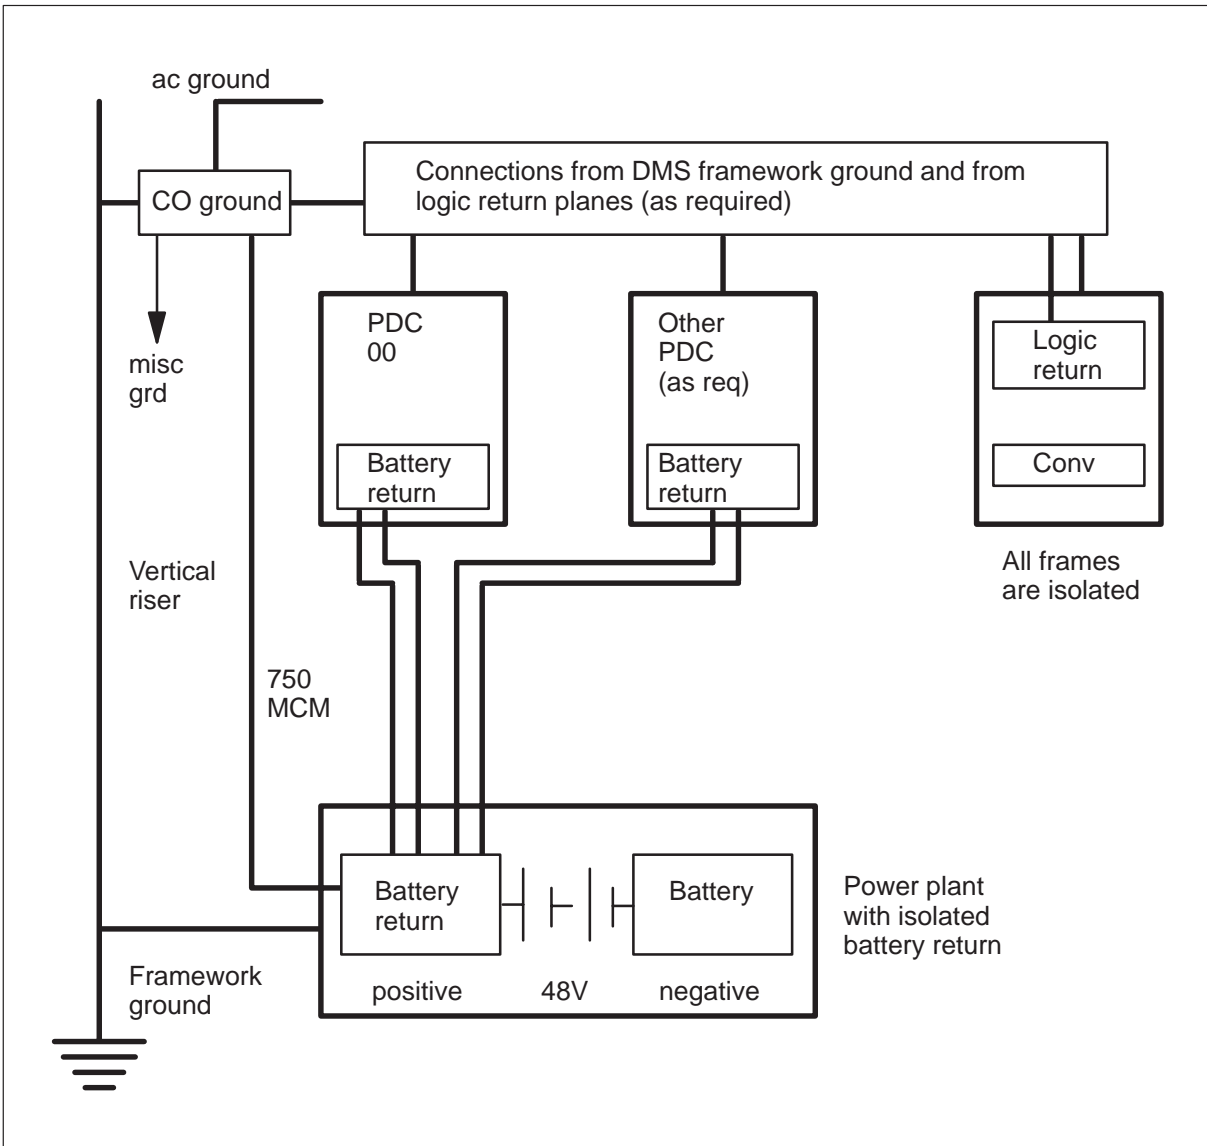 ac ground
Connections from DMS framework ground and from
logic return planes (as required)
CO ground
PDC
00
Other
PDC
(as req)
Logic
return
misc
grd
Battery
return
Battery
return
Conv
Vertical
riser
All frames
are isolated
750
MCM
Battery
return
Battery
Power plant
with isolated
battery return
Framework
ground
positive
48V
negative